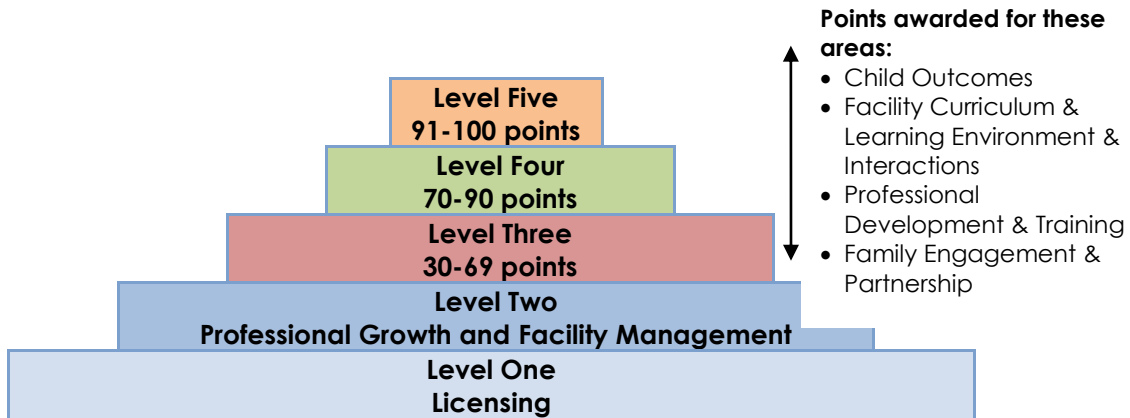 Level Five
91-100 points
Level Four
70-90 points
Level Three
30-69 points
Level Two
Professional Growth and Facility Management
Level One
Licensing
Points awarded for these
areas:
• Child Outcomes
• Facility Curriculum &
Learning Environment &
Interactions
• Professional
Development & Training
• Family Engagement &
Partnership